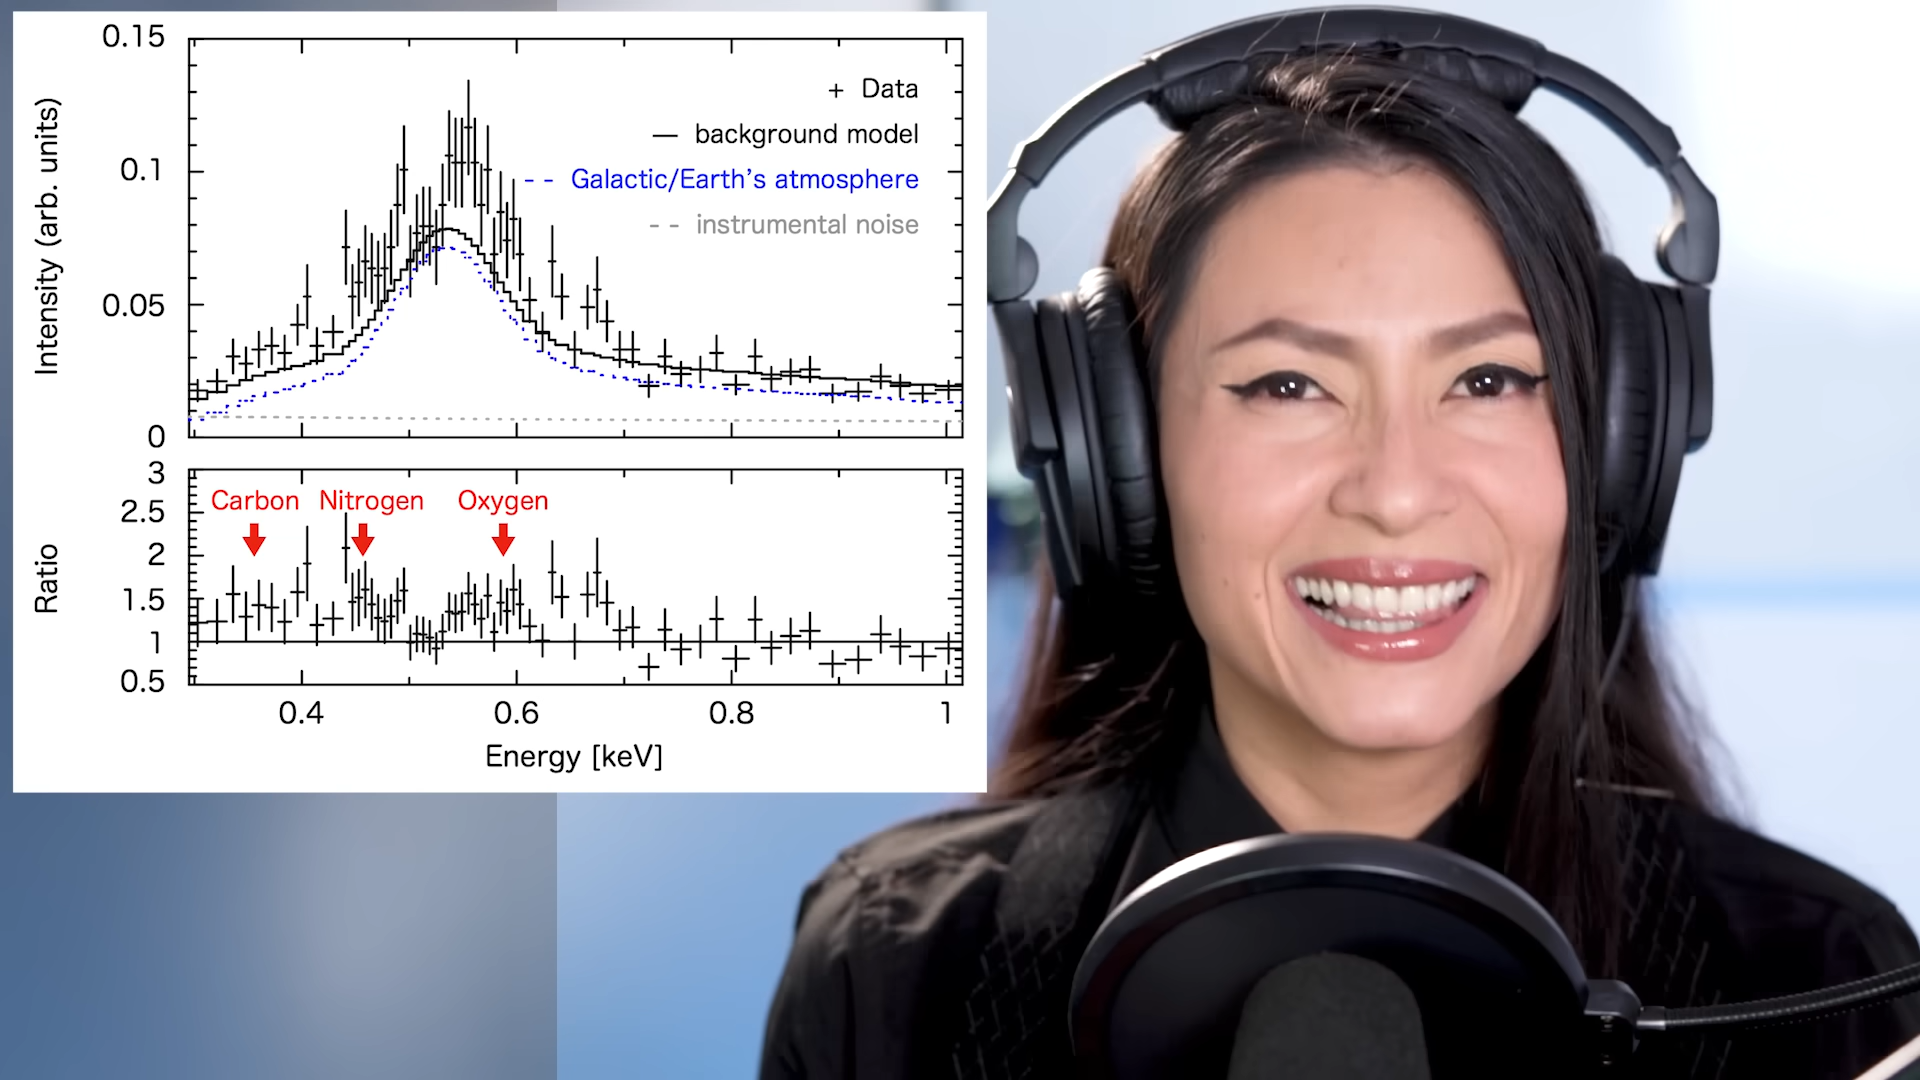 0.15
0.1
0.05
0
Intensity (arb. units)
+ Data
— background model
-- Galactic/Earth's atmosphere
-- instrumental noise
3
2.5
2
1.5
1
0.5
Ratio
Carbon Nitrogen Oxygen
0.4 0.6 0.8 1
Energy [keV]